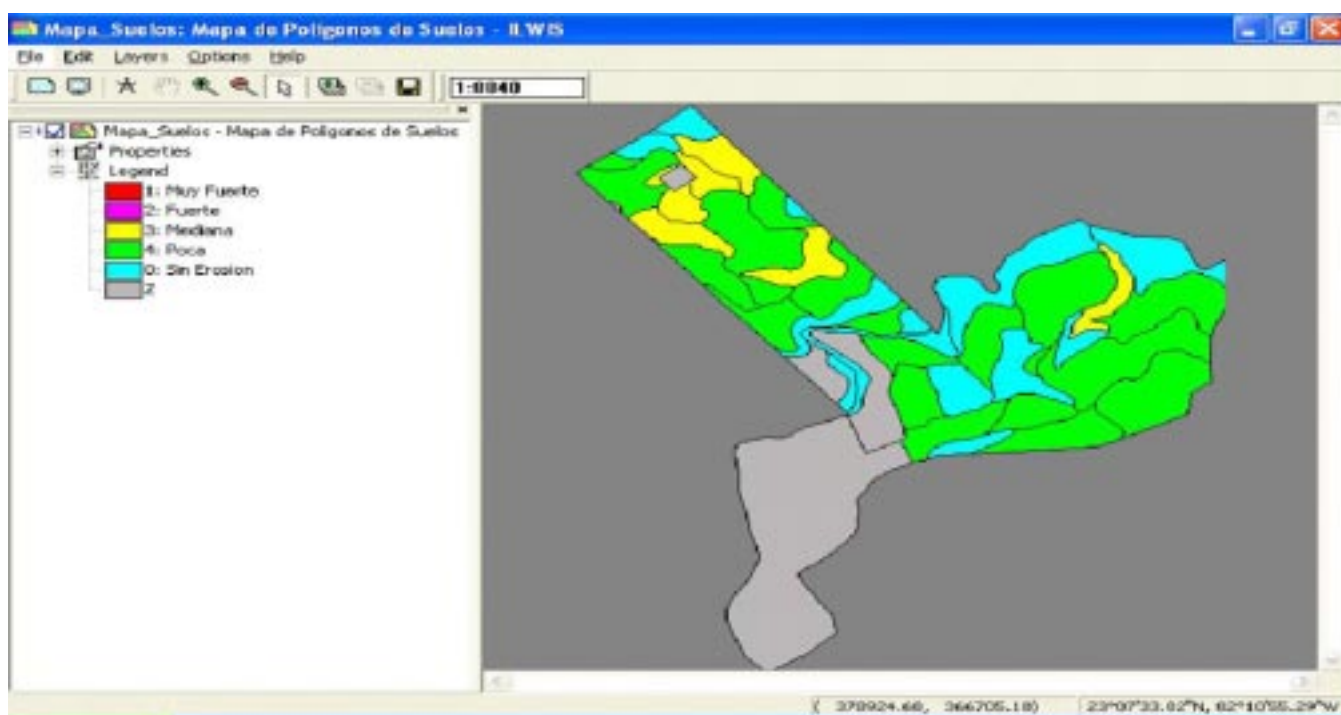 Mapa_Suelos: Mapa de Poligonos de Suelos - ILWIS
File Edit Layers Options Help
1:8840
Mapa_Suelos - Mapa de Poligonos de Suelos
Properties
Legend
1: Muy Fuerte
2: Fuerte
3: Mediana
4: Poca
0: Sin Erosion
Z
( 378924.68, 366705.18) 23°07'33.02"N, 82°10'55.29"W